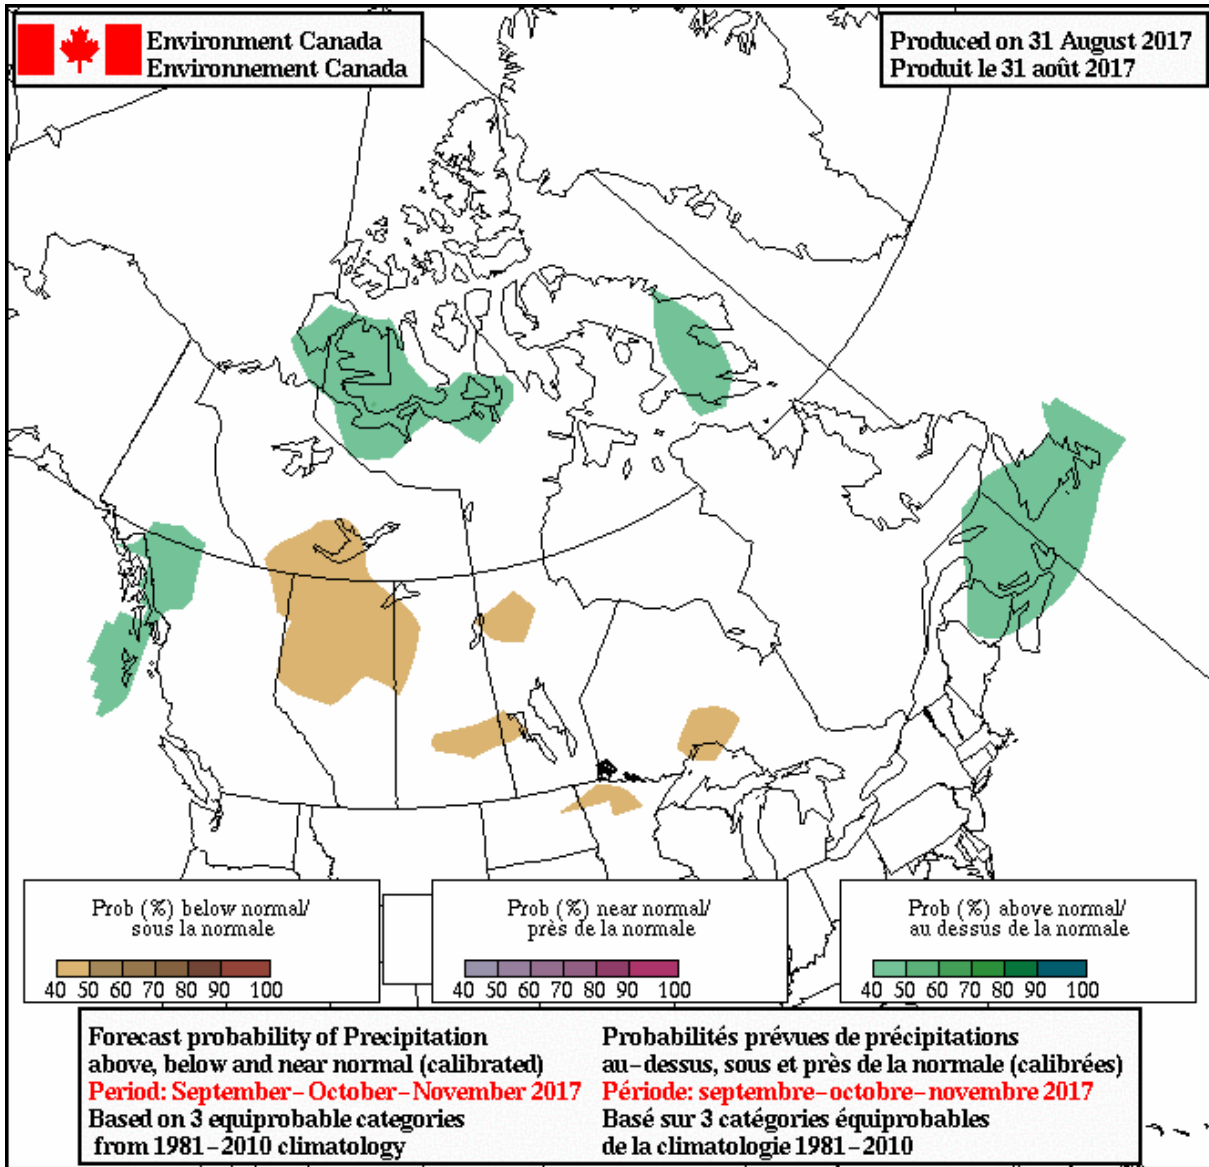 Environment Canada
Environnement Canada
Produced on 31 August 2017
Produit le 31 août 2017
Prob (%) below normal/
sous la normale
40 50 60 70 80 90 100
Prob (%) near normal/
près de la normale
40 50 60 70 80 90 100
Prob (%) above normal/
au dessus de la normale
40 50 60 70 80 90 100
Forecast probability of Precipitation
above, below and near normal (calibrated)
Period: September-October-November 2017
Based on 3 equiprobable categories
from 1981-2010 climatology
Probabilités prévues de précipitations
au-dessus, sous et près de la normale (calibrées)
Période: septembre-octobre-novembre 2017
Basé sur 3 catégories équiprobables
de la climatologie 1981-2010